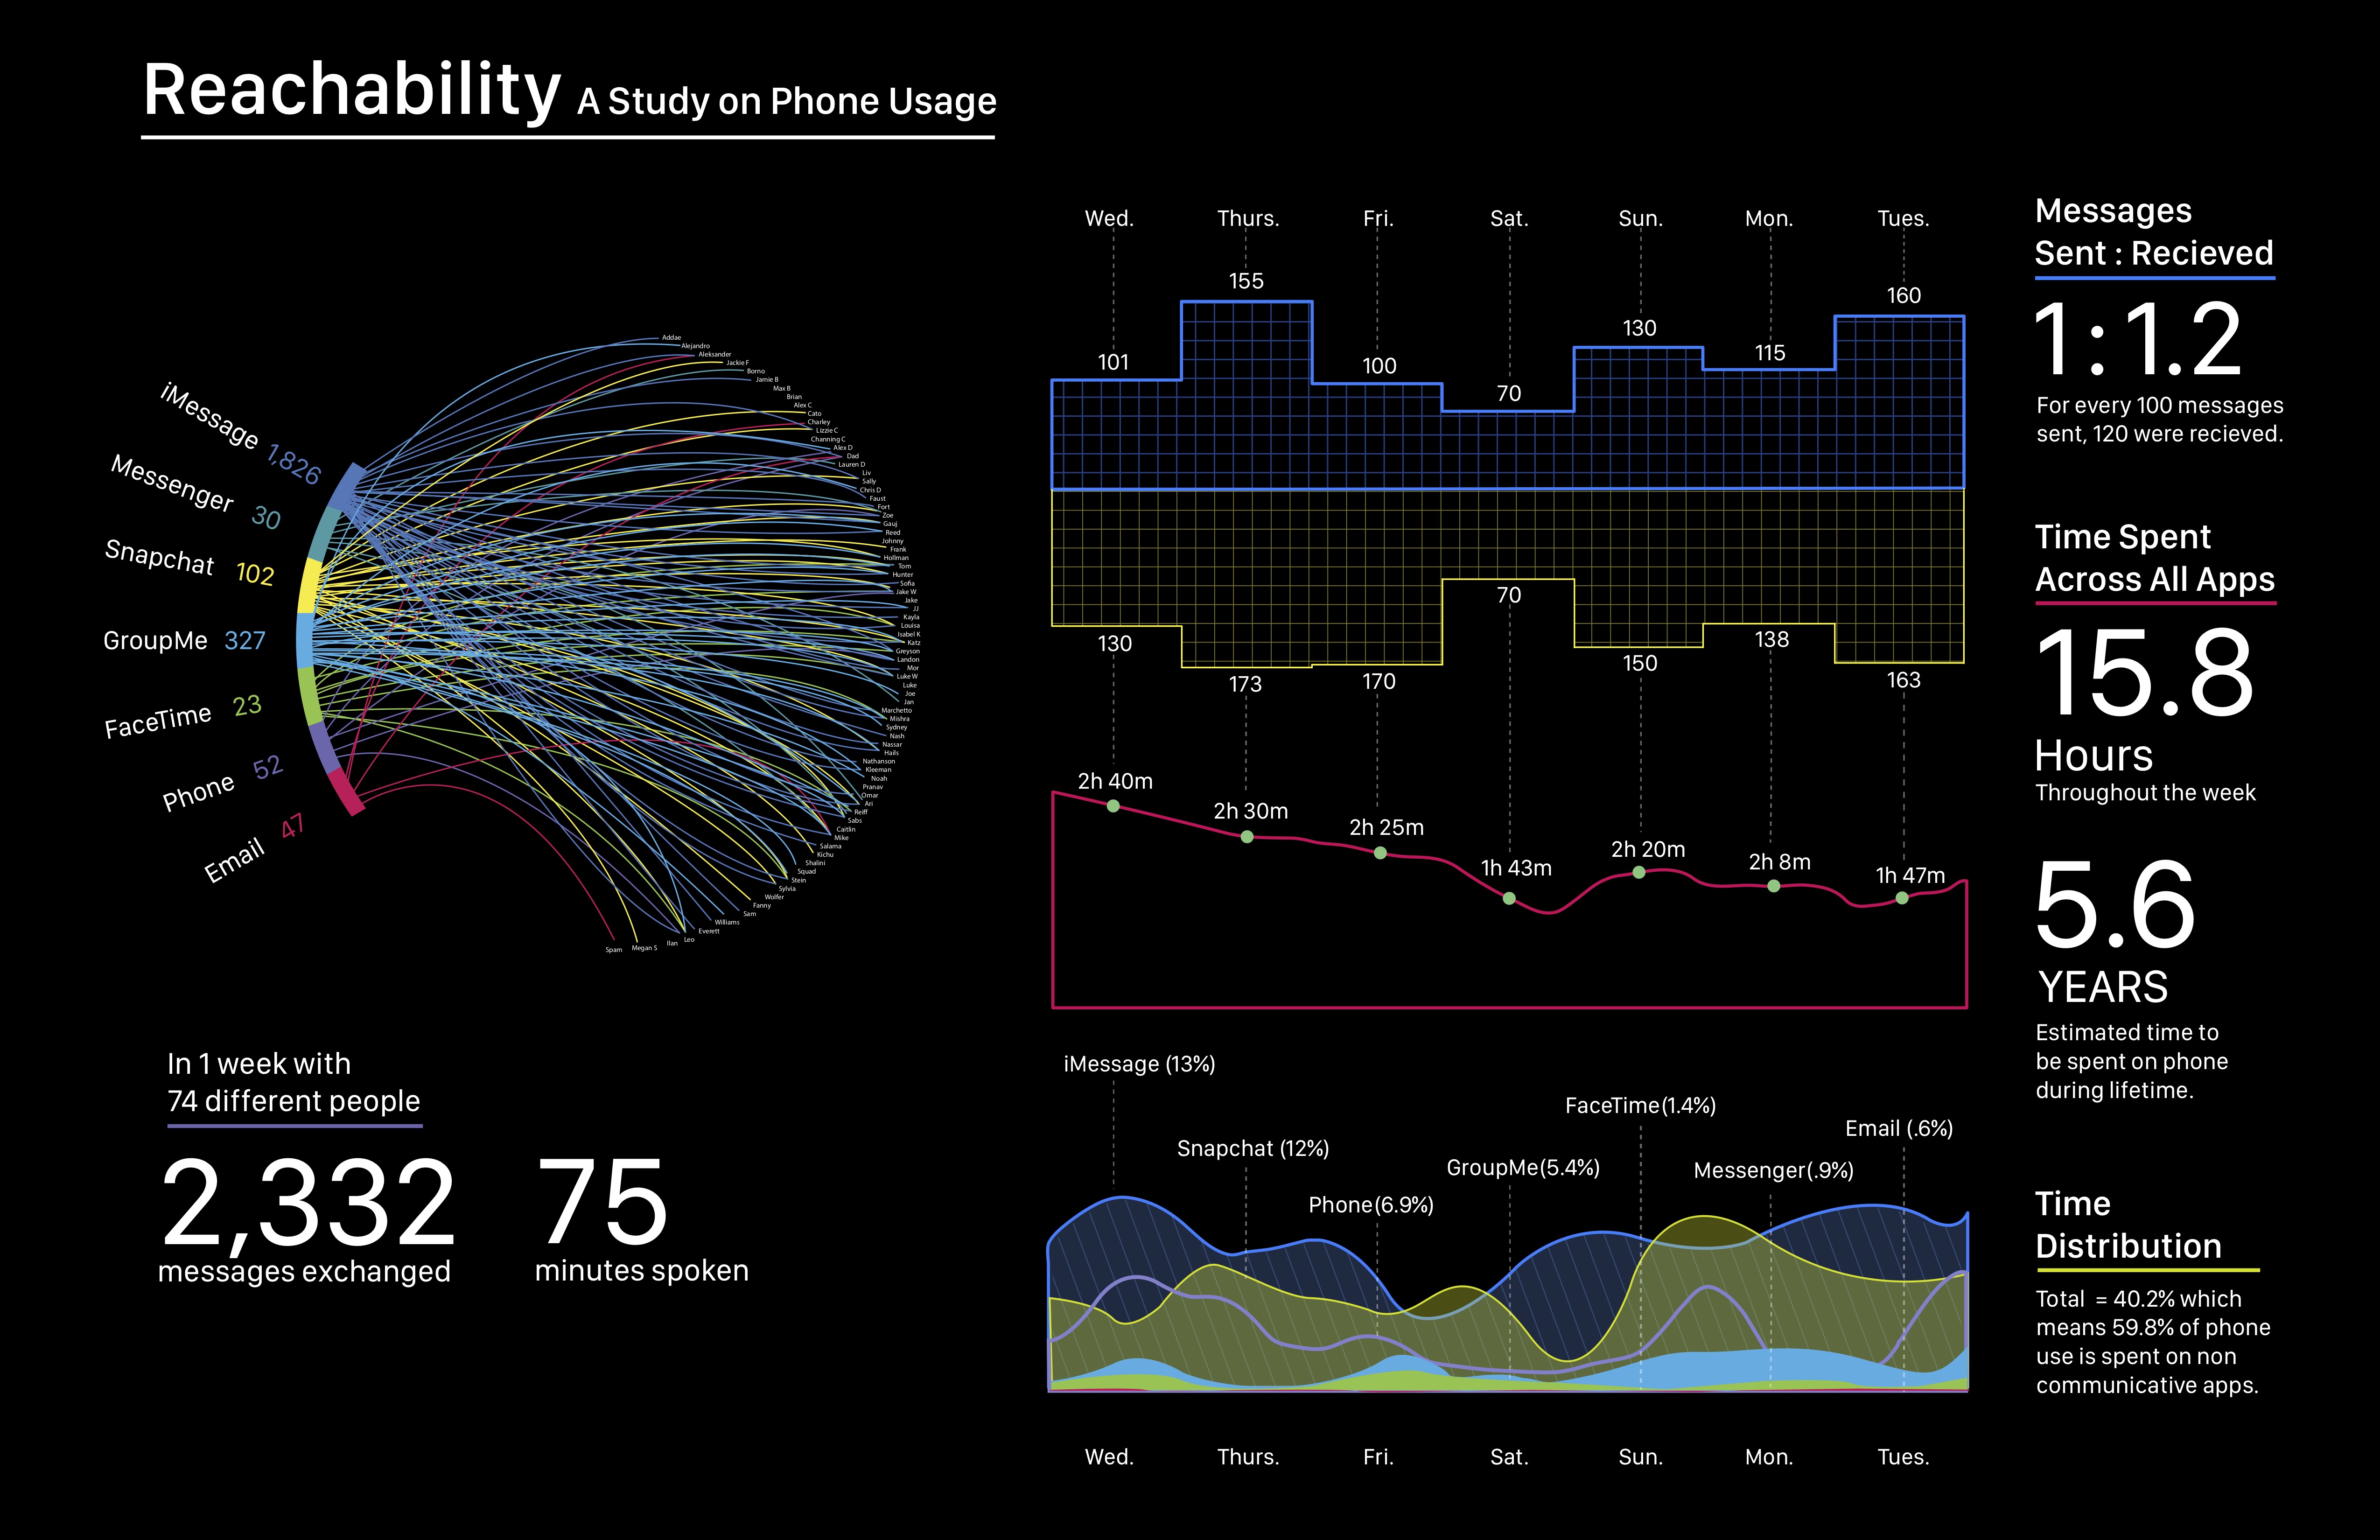 Reachability A Study on Phone Usage
iMessage 1,826
Messenger 30
Snapchat 102
GroupMe 327
FaceTime 23
Phone 52
Email 47
Addae
Alejandro
Aleksander
Jackie F
Borno
Jamie B
Max B
Brian
Alex C
Cato
Charley
Lizzie C
Channing C
Alex D
Dad
Lauren D
Liv
Sally
Chris D
Faust
Fort
Zoe
Gauj
Reed
Johnny
Frank
Hollman
Tom
Hunter
Sofia
Jake W
Jake
JJ
Kayla
Louisa
Isabel K
Katz
Greyson
Landon
Mor
Luke W
Luke
Joe
Jan
Marchetto
Mishra
Sydney
Nash
Nassar
Hails
Nathanson
Kleeman
Noah
Pranav
Omar
Ari
Reiff
Sabs
Caitlin
Mike
Salama
Kichu
Shalini
Squad
Stein
Sylvia
Wolfer
Fanny
Sam
Williams
Everett
Leo
Ilan
Megan S
Spam
In 1 week with
74 different people
2,332
messages exchanged
75
minutes spoken
Wed. Thurs. Fri. Sat. Sun. Mon. Tues.
101 155 100 70 130 115 160
130 173 170 70 150 138 163
2h 40m 2h 30m 2h 25m 1h 43m 2h 20m 2h 8m 1h 47m
iMessage (13%)
Snapchat (12%)
Phone(6.9%)
GroupMe(5.4%)
FaceTime(1.4%)
Messenger(.9%)
Email (.6%)
Wed. Thurs. Fri. Sat. Sun. Mon. Tues.
Messages
Sent : Recieved
1 : 1.2
For every 100 messages
sent, 120 were recieved.
Time Spent
Across All Apps
15.8
Hours
Throughout the week
5.6
YEARS
Estimated time to
be spent on phone
during lifetime.
Time
Distribution
Total = 40.2% which
means 59.8% of phone
use is spent on non
communicative apps.